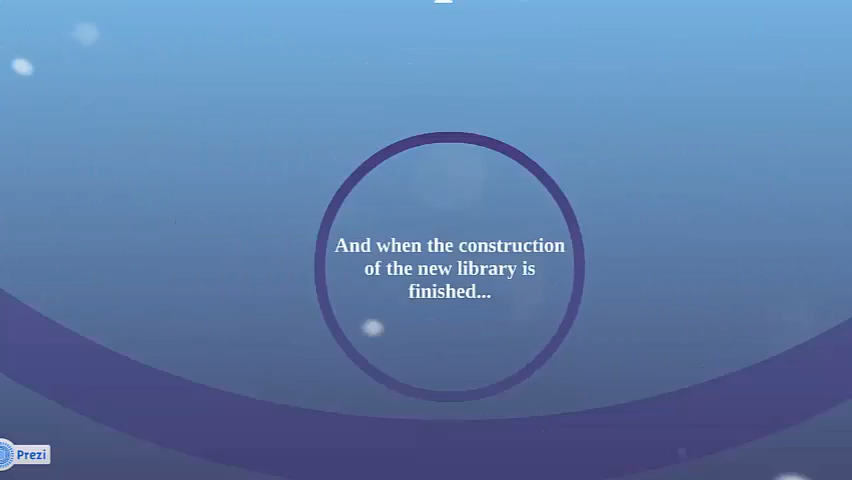 And when the construction
of the new library is
finished...
Prezi